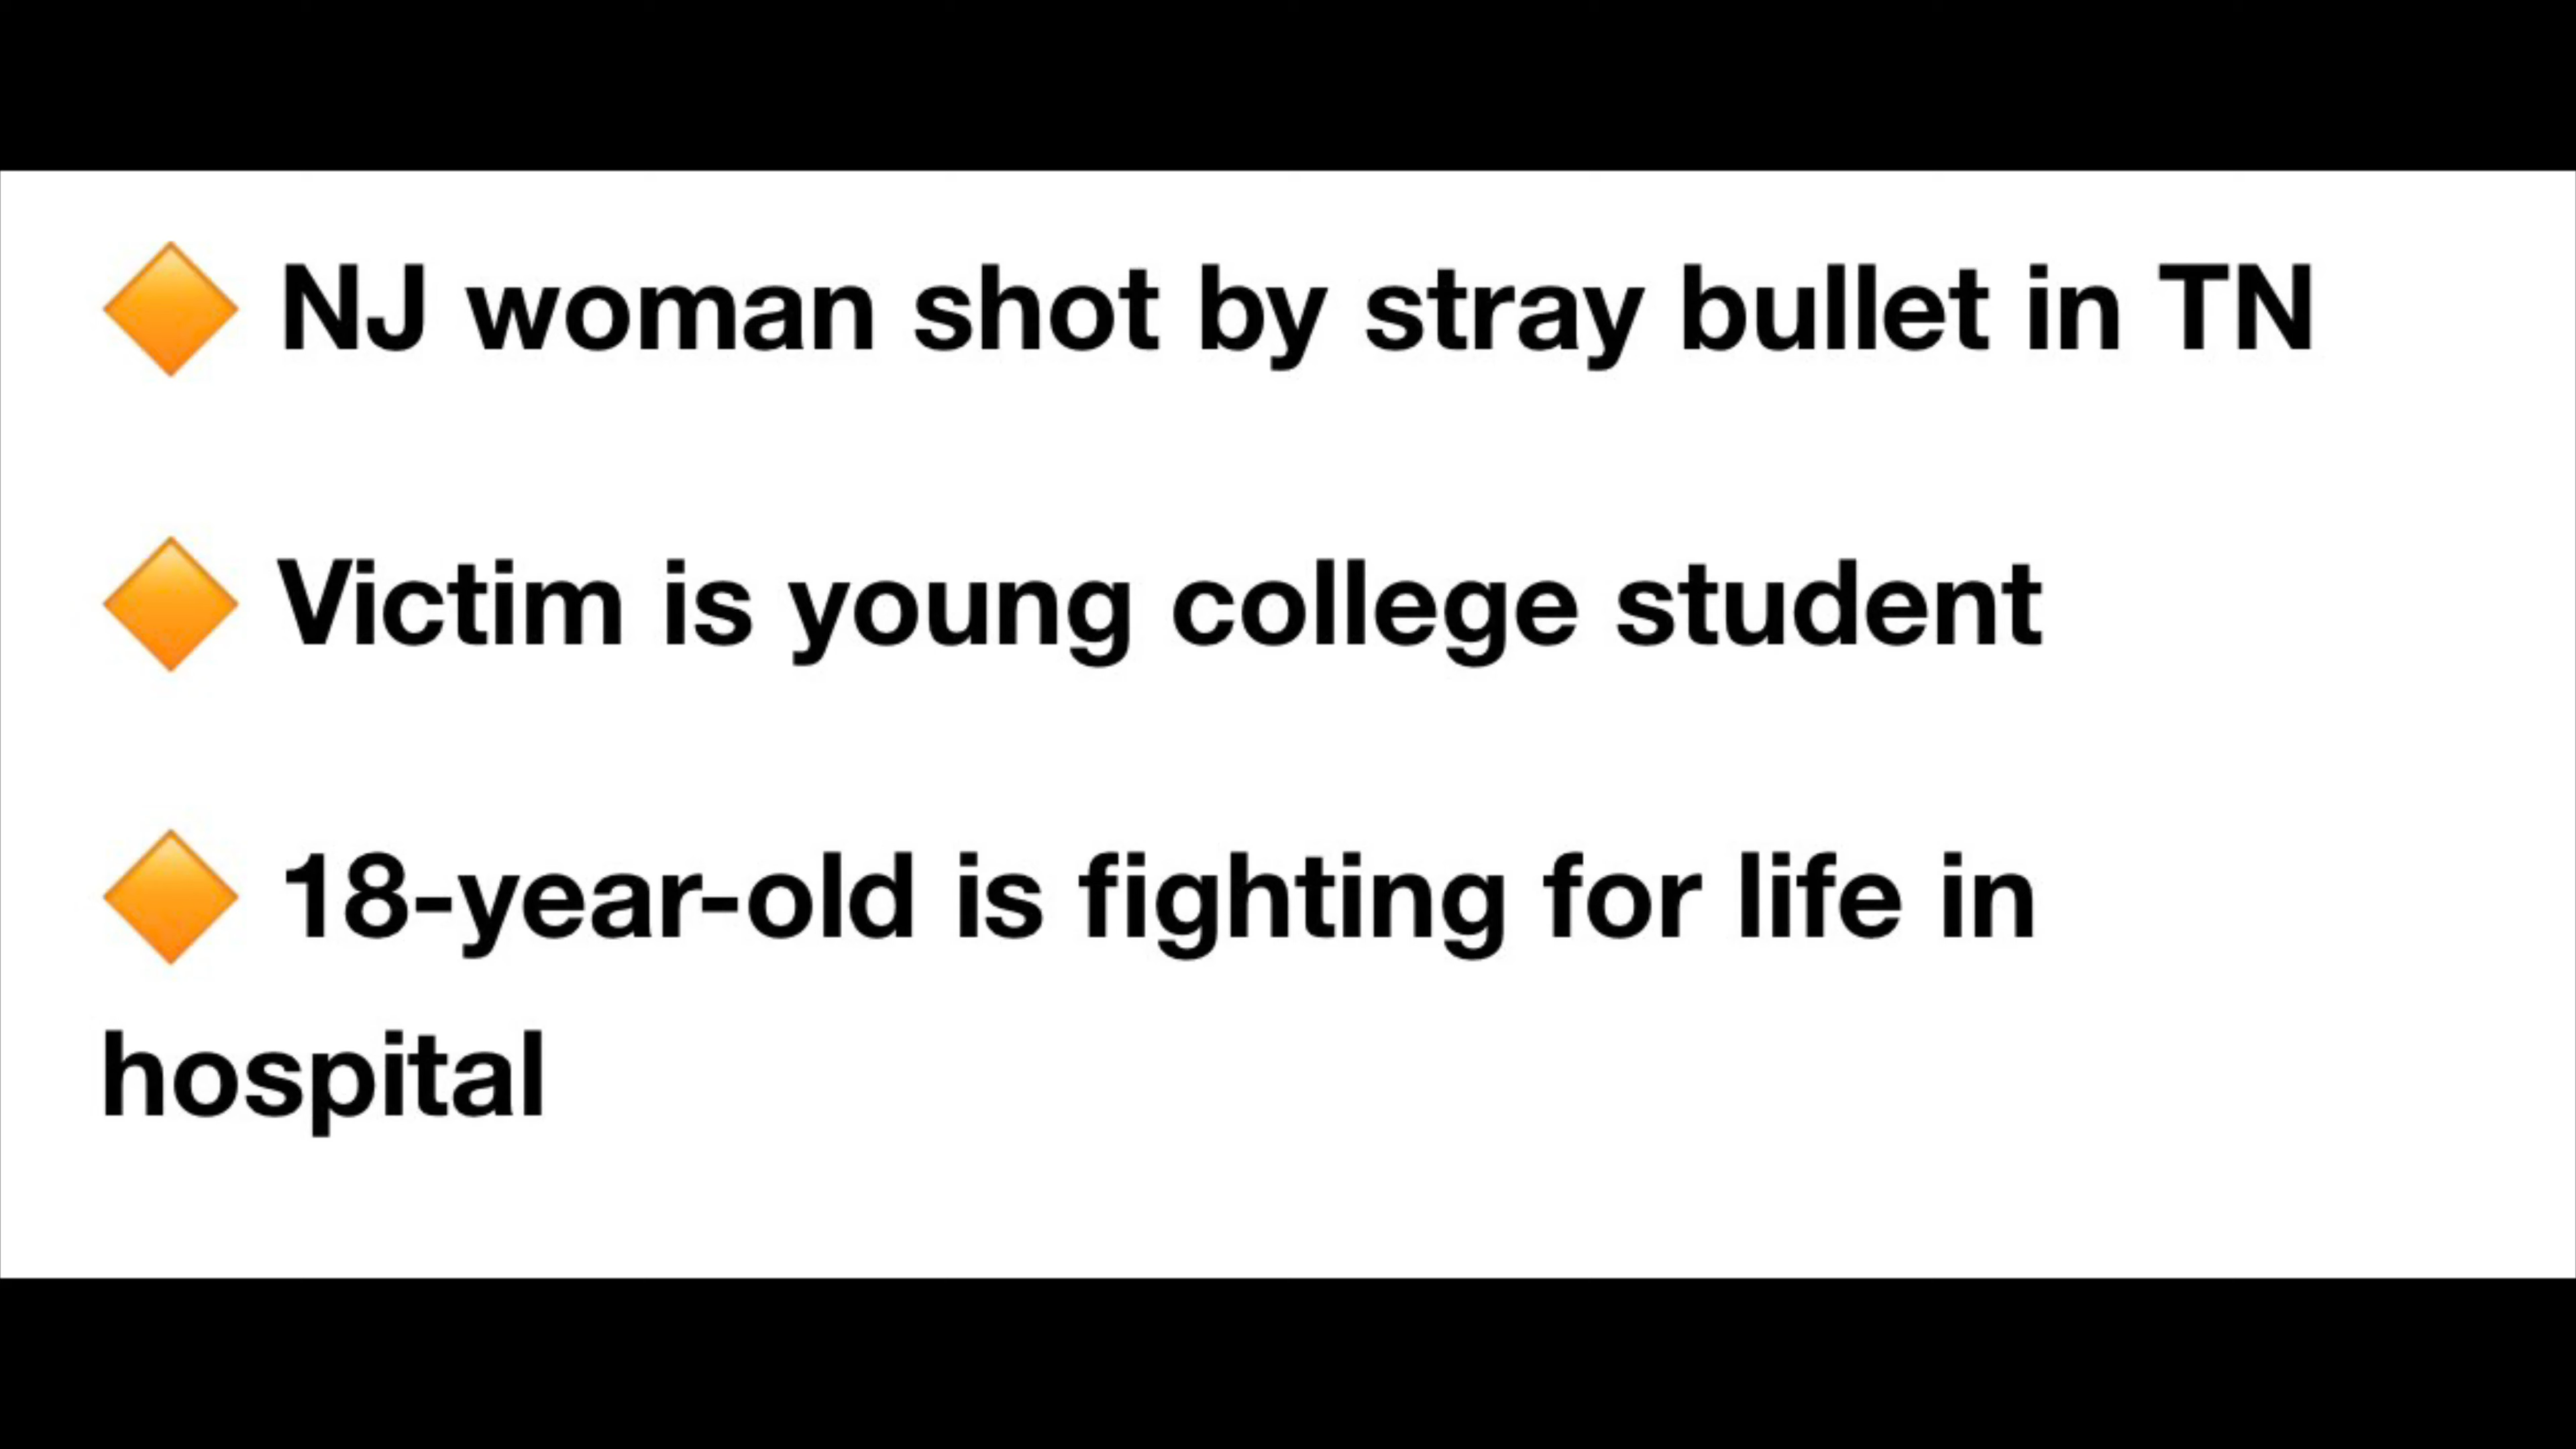 🔶 NJ woman shot by stray bullet in TN
🔶 Victim is young college student
🔶 18-year-old is fighting for life in
hospital